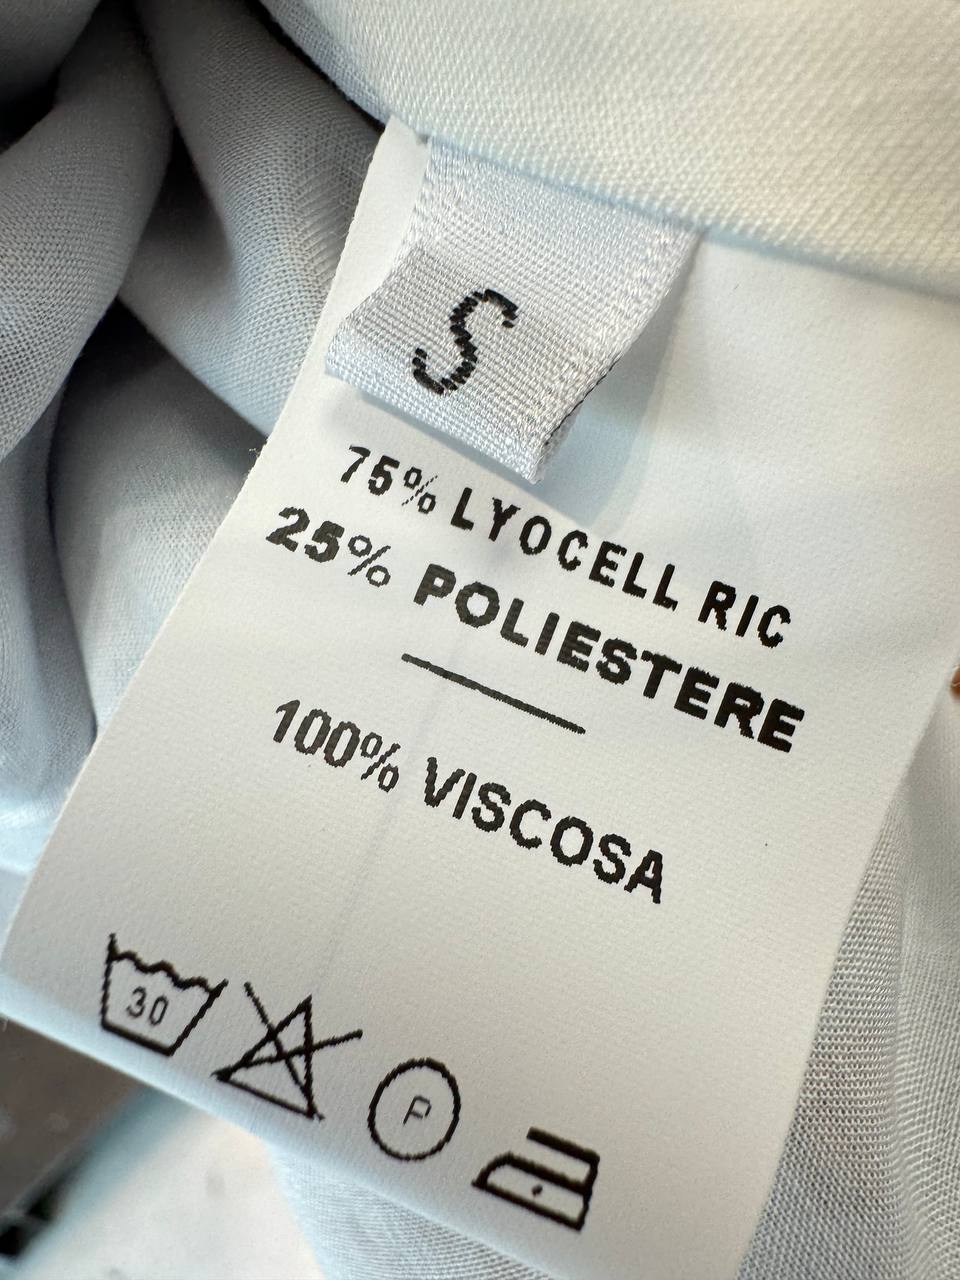 S
75% LYOCELL RIC
25% POLIESTERE
100% VISCOSA
30
P